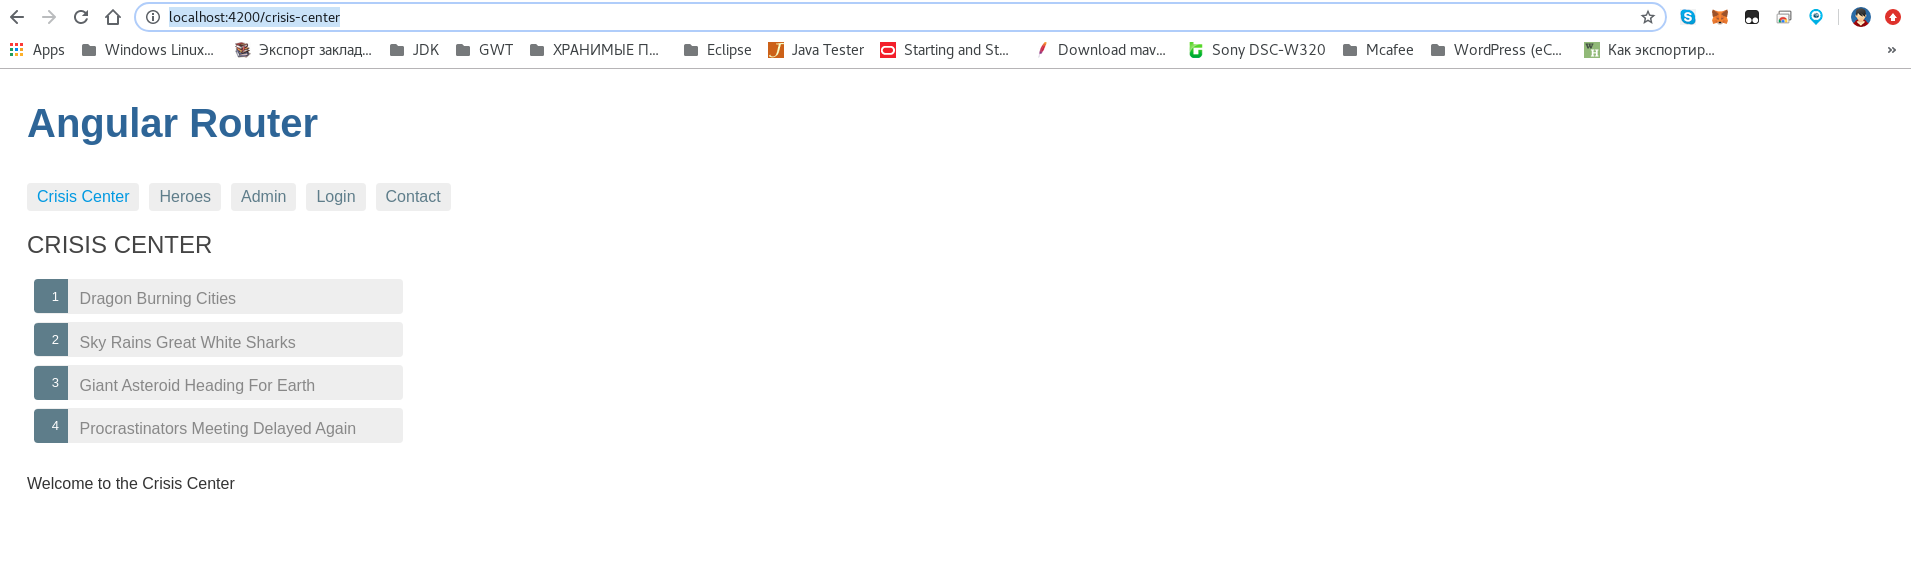 localhost:4200/crisis-center
Apps Windows Linux... Экспорт заклад... JDK GWT ХРАНИМЫЕ П... Eclipse Java Tester Starting and St... Download mav... Sony DSC-W320 Mcafee WordPress (eC... Как экспортир... »
Angular Router
Crisis Center Heroes Admin Login Contact
CRISIS CENTER
1 Dragon Burning Cities
2 Sky Rains Great White Sharks
3 Giant Asteroid Heading For Earth
4 Procrastinators Meeting Delayed Again
Welcome to the Crisis Center